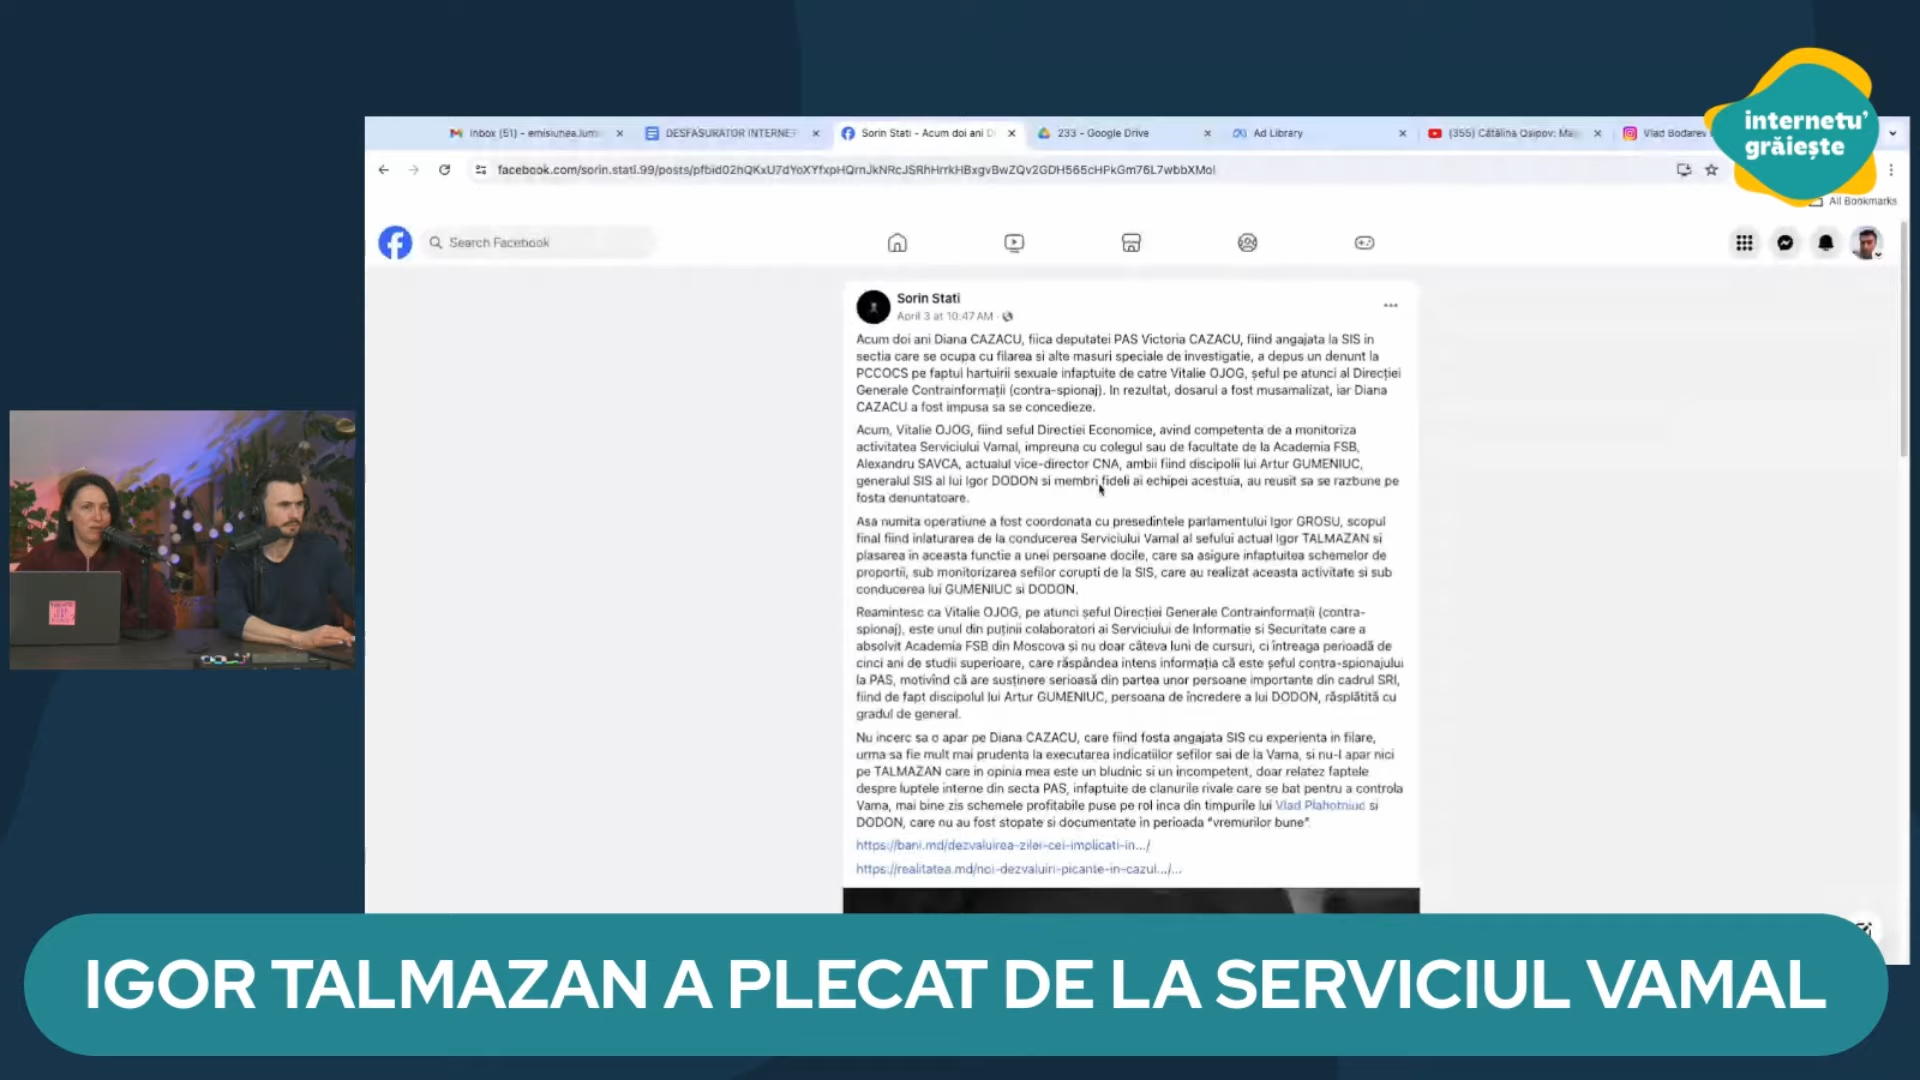 internetu'
grăiește
Inbox (51) - emisiunea.lumi
DESFASURATOR INTERNET
Sorin Stati - Acum doi ani D
233 - Google Drive
Ad Library
(355) Cătălina Osipov: Ma
Vlad Bodarev
All Bookmarks
Search Facebook
Sorin Stati
April 3 at 10:47 AM
Acum doi ani Diana CAZACU, fiica deputatei PAS Victoria CAZACU, fiind angajata la SIS in
sectia care se ocupa cu filarea si alte masuri speciale de investigatie, a depus un denunt la
PCCOCS pe faptul hartuirii sexuale infaptuite de catre Vitalie OJOG, șeful pe atunci al Direcției
Generale Contrainformații (contra-spionaj). In rezultat, dosarul a fost musamalizat, iar Diana
CAZACU a fost impusa sa se concedieze.
Acum, Vitalie OJOG, fiind seful Directiei Economice, avind competenta de a monitoriza
activitatea Serviciului Vamal, impreuna cu colegul sau de facultate de la Academia FSB,
Alexandru SAVCA, actualul vice-director CNA, ambii fiind discipolii lui Artur GUMENIUC,
generalul SIS al lui Igor DODON si membri fideli ai echipei acestuia, au reusit sa se razbune pe
fosta denuntatoare.
Asa numita operatiune a fost coordonata cu presedintele parlamentului Igor GROSU, scopul
final fiind inlaturarea de la conducerea Serviciului Vamal al sefului actual Igor TALMAZAN si
plasarea in aceasta functie a unei persoane docile, care sa asigure infaptuitea schemelor de
proportii, sub monitorizarea sefilor corupti de la SIS, care au realizat aceasta activitate si sub
conducerea lui GUMENIUC si DODON.
Reamintesc ca Vitalie OJOG, pe atunci șeful Direcției Generale Contrainformații (contra-
spionaj), este unul din puținii colaboratori ai Serviciului de Informatie si Securitate care a
absolvit Academia FSB din Moscova si nu doar câteva luni de cursuri, ci întreaga perioadă de
cinci ani de studii superioare, care răspândea intens informația că este șeful contra-spionajului
la PAS, motivînd că are susținere serioasă din partea unor persoane importante din cadrul SRI,
fiind de fapt discipolul lui Artur GUMENIUC, persoana de încredere a lui DODON, răsplătită cu
gradul de general.
Nu incerc sa o apar pe Diana CAZACU, care fiind fosta angajata SIS cu experienta in filare,
urma sa fie mult mai prudenta la executarea indicatiilor sefilor sai de la Vama, si nu-l apar nici
pe TALMAZAN care in opinia mea este un bludnic si un incompetent, doar relatez faptele
despre luptele interne din secta PAS, infaptuite de clanurile rivale care se bat pentru a controla
Vama, mai bine zis schemele profitabile puse pe rol inca din timpurile lui Vlad Plahotniuc si
DODON, care nu au fost stopate si documentate in perioada "vremurilor bune".
https://bani.md/dezvaluirea-zilei-cei-implicati-in.../
https://realitatea.md/noi-dezvaluiri-picante-in-cazul.../...
IGOR TALMAZAN A PLECAT DE LA SERVICIUL VAMAL